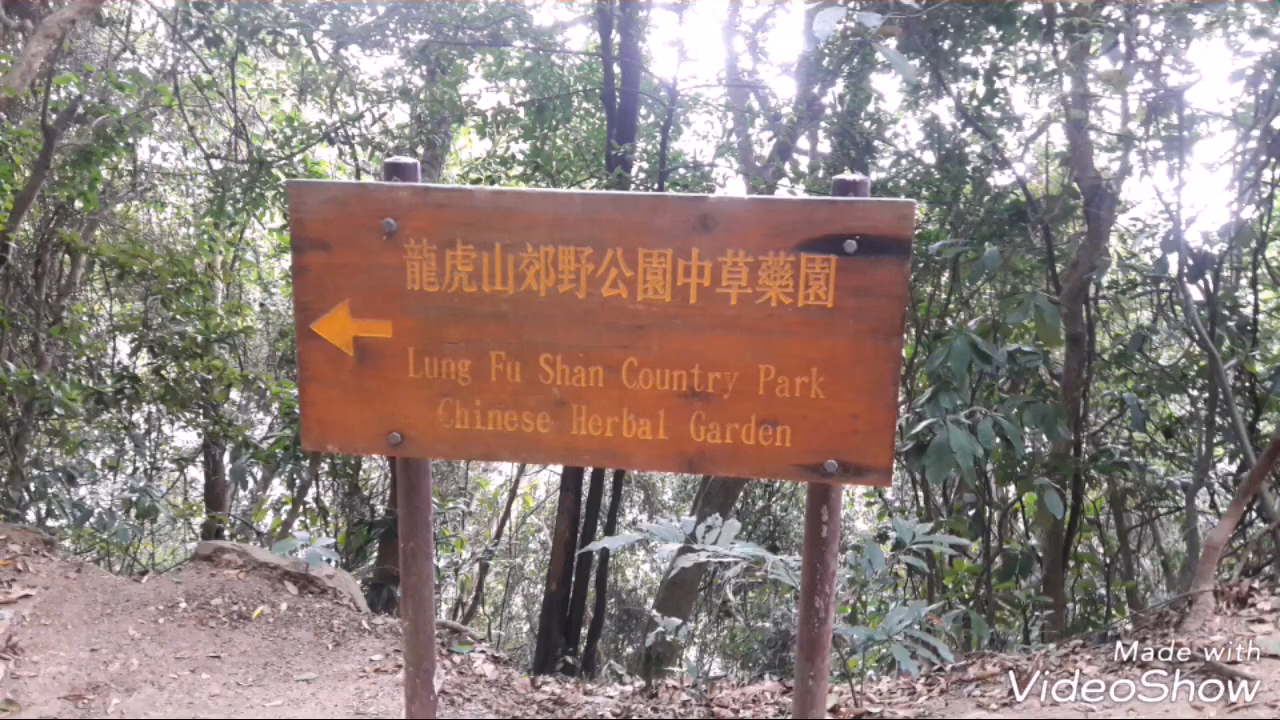 龍虎山郊野公園中草藥園
Lung Fu Shan Country Park
Chinese Herbal Garden
Made with
VideoShow